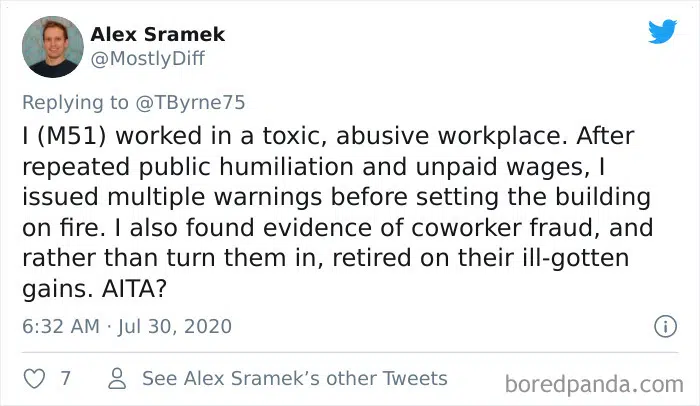 Alex Sramek
@MostlyDiff
Replying to @TByrne75
I (M51) worked in a toxic, abusive workplace. After
repeated public humiliation and unpaid wages, I
issued multiple warnings before setting the building
on fire. I also found evidence of coworker fraud, and
rather than turn them in, retired on their ill-gotten
gains. AITA?
6:32 AM · Jul 30, 2020
7
See Alex Sramek’s other Tweets
boredpanda.com